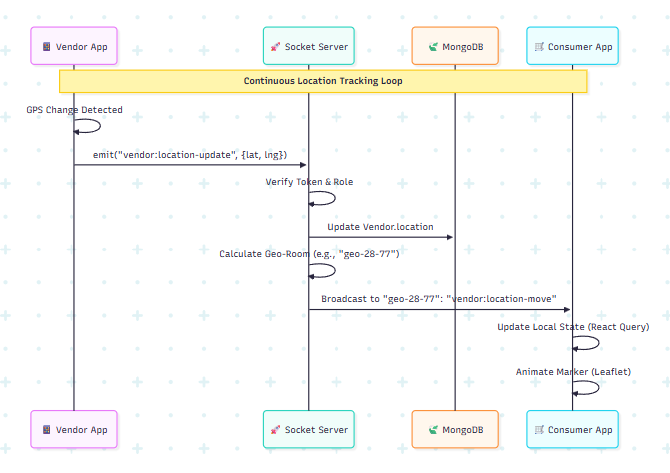 Vendor App
Socket Server
MongoDB
Consumer App
Continuous Location Tracking Loop
GPS Change Detected
emit("vendor:location-update", {lat, lng})
Verify Token & Role
Update Vendor.location
Calculate Geo-Room (e.g., "geo-28-77")
Broadcast to "geo-28-77": "vendor:location-move"
Update Local State (React Query)
Animate Marker (Leaflet)
Vendor App
Socket Server
MongoDB
Consumer App